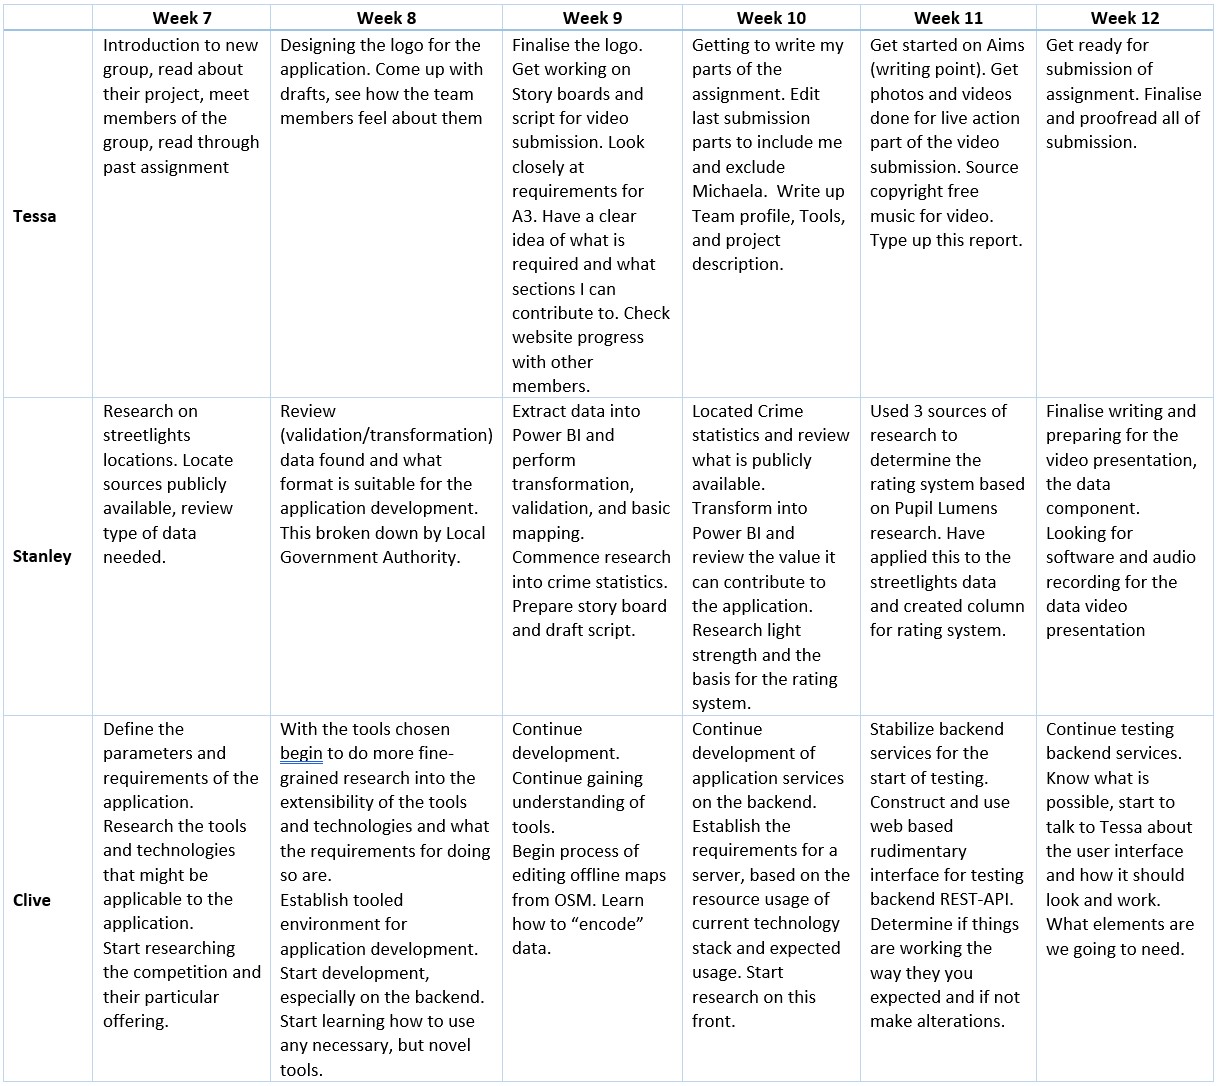 Week 7 Week 8 Week 9 Week 10 Week 11 Week 12
Tessa
Introduction to new
group, read about
their project, meet
members of the
group, read through
past assignment
Designing the logo for the
application. Come up with
drafts, see how the team
members feel about them
Finalise the logo.
Get working on
Story boards and
script for video
submission. Look
closely at
requirements for
A3. Have a clear
idea of what is
required and what
sections I can
contribute to. Check
website progress
with other
members.
Getting to write my
parts of the
assignment. Edit
last submission
parts to include me
and exclude
Michaela.  Write up
Team profile, Tools,
and project
description.
Get started on Aims
(writing point). Get
photos and videos
done for live action
part of the video
submission. Source
copyright free
music for video.
Type up this report.
Get ready for
submission of
assignment. Finalise
and proofread all of
submission.
Stanley
Research on
streetlights
locations. Locate
sources publicly
available, review
type of data
needed.
Review
(validation/transformation)
data found and what
format is suitable for the
application development.
This broken down by Local
Government Authority.
Extract data into
Power BI and
perform
transformation,
validation, and basic
mapping.
Commence research
into crime statistics.
Prepare story board
and draft script.
Located Crime
statistics and review
what is publicly
available.
Transform into
Power BI and
review the value it
can contribute to
the application.
Research light
strength and the
basis for the rating
system.
Used 3 sources of
research to
determine the
rating system based
on Pupil Lumens
research. Have
applied this to the
streetlights data
and created column
for rating system.
Finalise writing and
preparing for the
video presentation,
the data
component.
Looking for
software and audio
recording for the
data video
presentation
Clive
Define the
parameters and
requirements of the
application.
Research the tools
and technologies
that might be
applicable to the
application.
Start researching
the competition and
their particular
offering.
With the tools chosen
begin to do more fine-
grained research into the
extensibility of the tools
and technologies and what
the requirements for doing
so are.
Establish tooled
environment for
application development.
Start development,
especially on the backend.
Start learning how to use
any necessary, but novel
tools.
Continue
development.
Continue gaining
understanding of
tools.
Begin process of
editing offline maps
from OSM. Learn
how to “encode”
data.
Continue
development of
application services
on the backend.
Establish the
requirements for a
server, based on the
resource usage of
current technology
stack and expected
usage. Start
research on this
front.
Stabilize backend
services for the
start of testing.
Construct and use
web based
rudimentary
interface for testing
backend REST-API.
Determine if things
are working the
way they you
expected and if not
make alterations.
Continue testing
backend services.
Know what is
possible, start to
talk to Tessa about
the user interface
and how it should
look and work.
What elements are
we going to need.